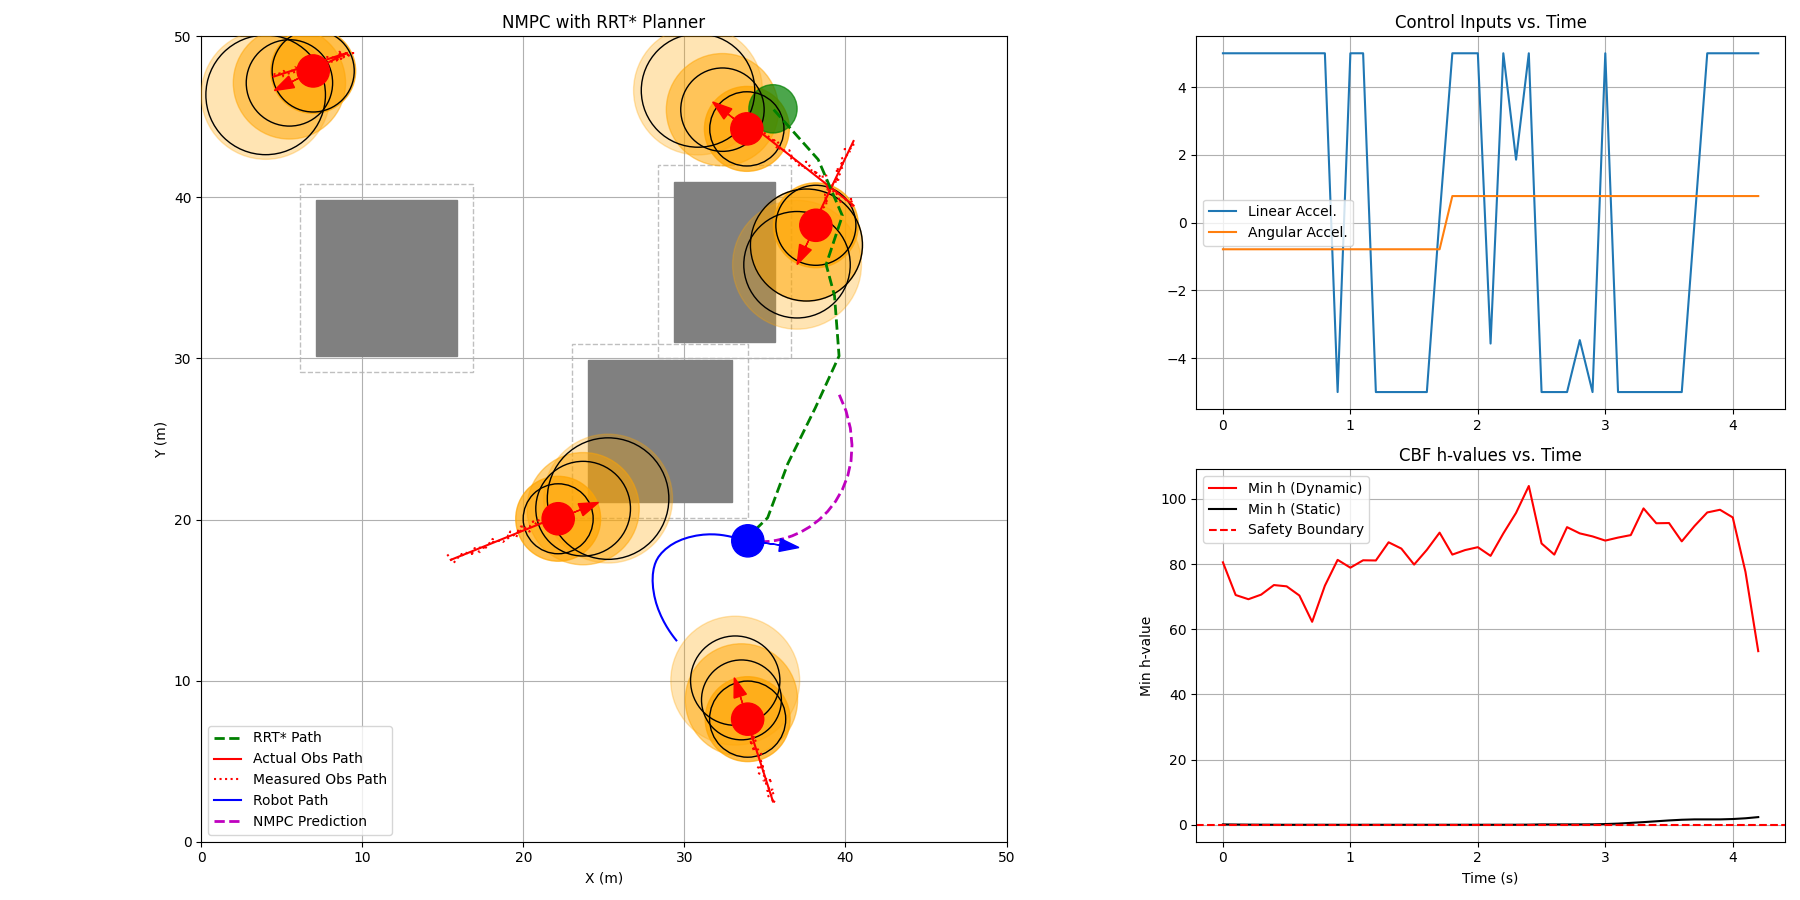 NMPC with RRT* Planner
50
40
30
20
10
0
Y (m)
RRT* Path
Actual Obs Path
Measured Obs Path
Robot Path
NMPC Prediction
0
10
20
30
40
50
X (m)
Control Inputs vs. Time
4
2
0
−2
−4
Linear Accel.
Angular Accel.
0
1
2
3
4
CBF h-values vs. Time
100
80
60
40
20
0
Min h-value
Min h (Dynamic)
Min h (Static)
Safety Boundary
0
1
2
3
4
Time (s)